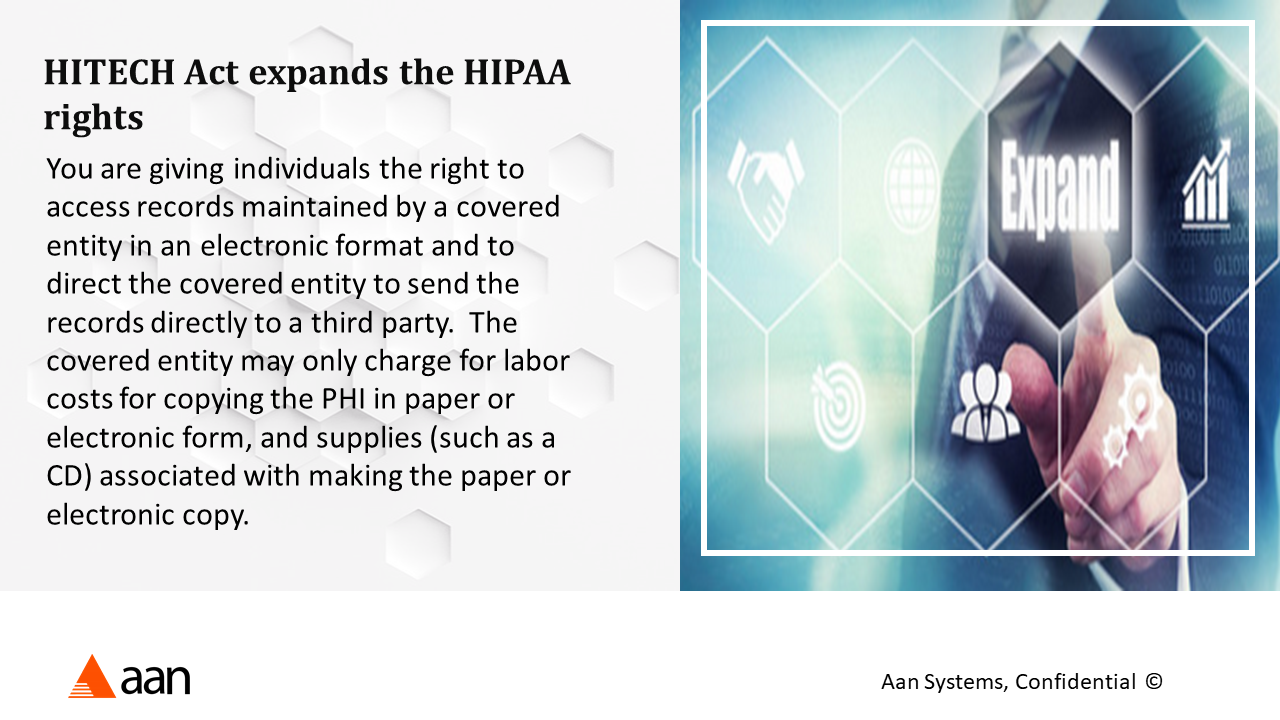 HITECH Act expands the HIPAA
rights
You are giving individuals the right to
access records maintained by a covered
entity in an electronic format and to
direct the covered entity to send the
records directly to a third party.  The
covered entity may only charge for labor
costs for copying the PHI in paper or
electronic form, and supplies (such as a
CD) associated with making the paper or
electronic copy.
Expand
aan
Aan Systems, Confidential ©